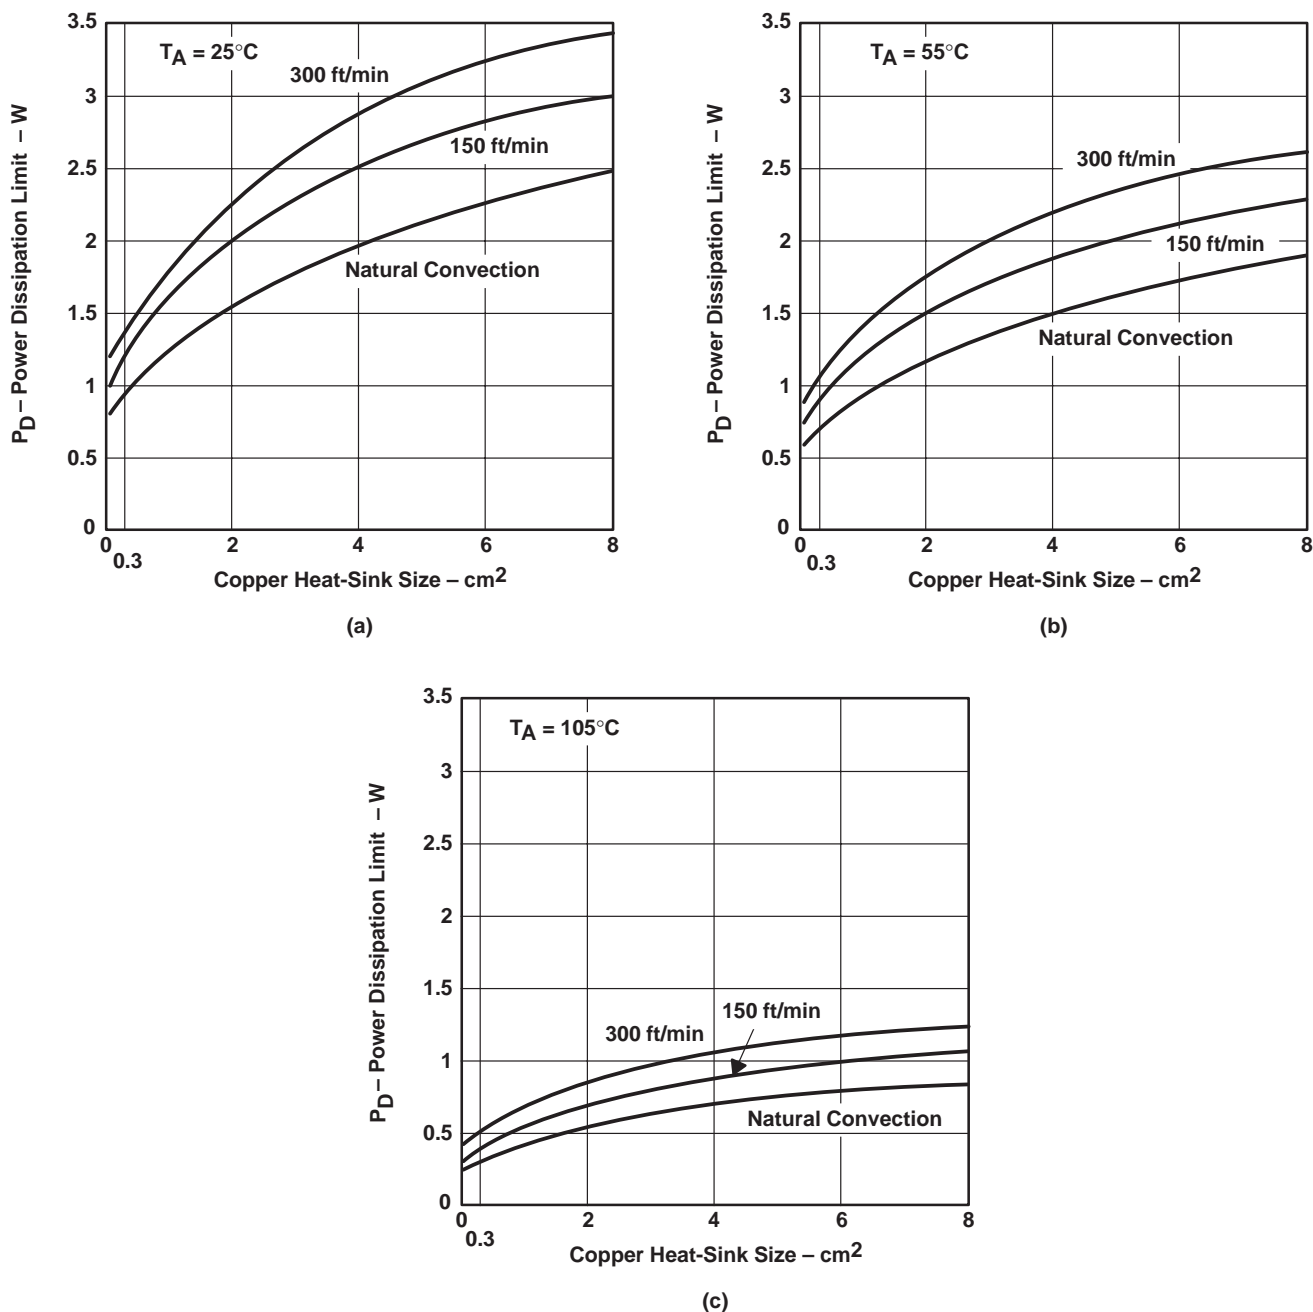 3.5
3
2.5
2
1.5
1
0.5
0
P_D – Power Dissipation Limit – W
T_A = 25°C
300 ft/min
150 ft/min
Natural Convection
0 0.3 2 4 6 8
Copper Heat-Sink Size – cm²
(a)
3.5
3
2.5
2
1.5
1
0.5
0
P_D – Power Dissipation Limit – W
T_A = 55°C
300 ft/min
150 ft/min
Natural Convection
0 0.3 2 4 6 8
Copper Heat-Sink Size – cm²
(b)
3.5
3
2.5
2
1.5
1
0.5
0
P_D – Power Dissipation Limit – W
T_A = 105°C
150 ft/min
300 ft/min
Natural Convection
0 0.3 2 4 6 8
Copper Heat-Sink Size – cm²
(c)